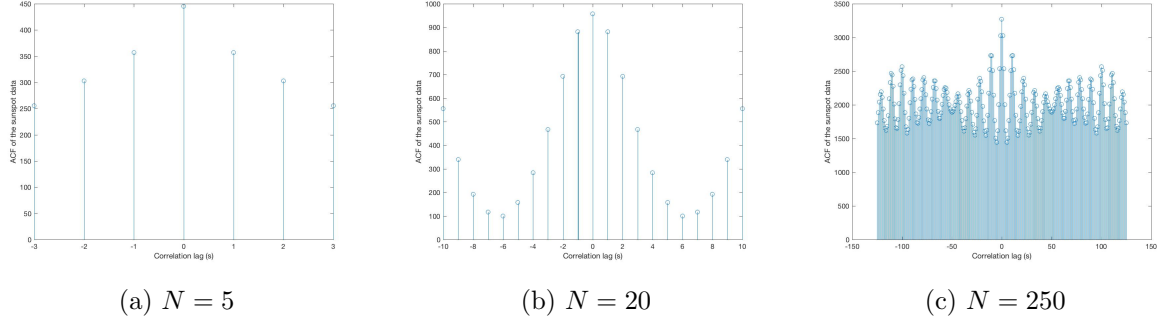 450
400
350
300
250
200
150
100
50
0
-3 -2 -1 0 1 2 3
ACF of the sunspot data
Correlation lag (s)
(a) N = 5
1000
900
800
700
600
500
400
300
200
100
0
-10 -8 -6 -4 -2 0 2 4 6 8 10
ACF of the sunspot data
Correlation lag (s)
(b) N = 20
3500
3000
2500
2000
1500
1000
500
0
-100 -50 0 50 100 150
ACF of the sunspot data
Correlation lag (s)
(c) N = 250